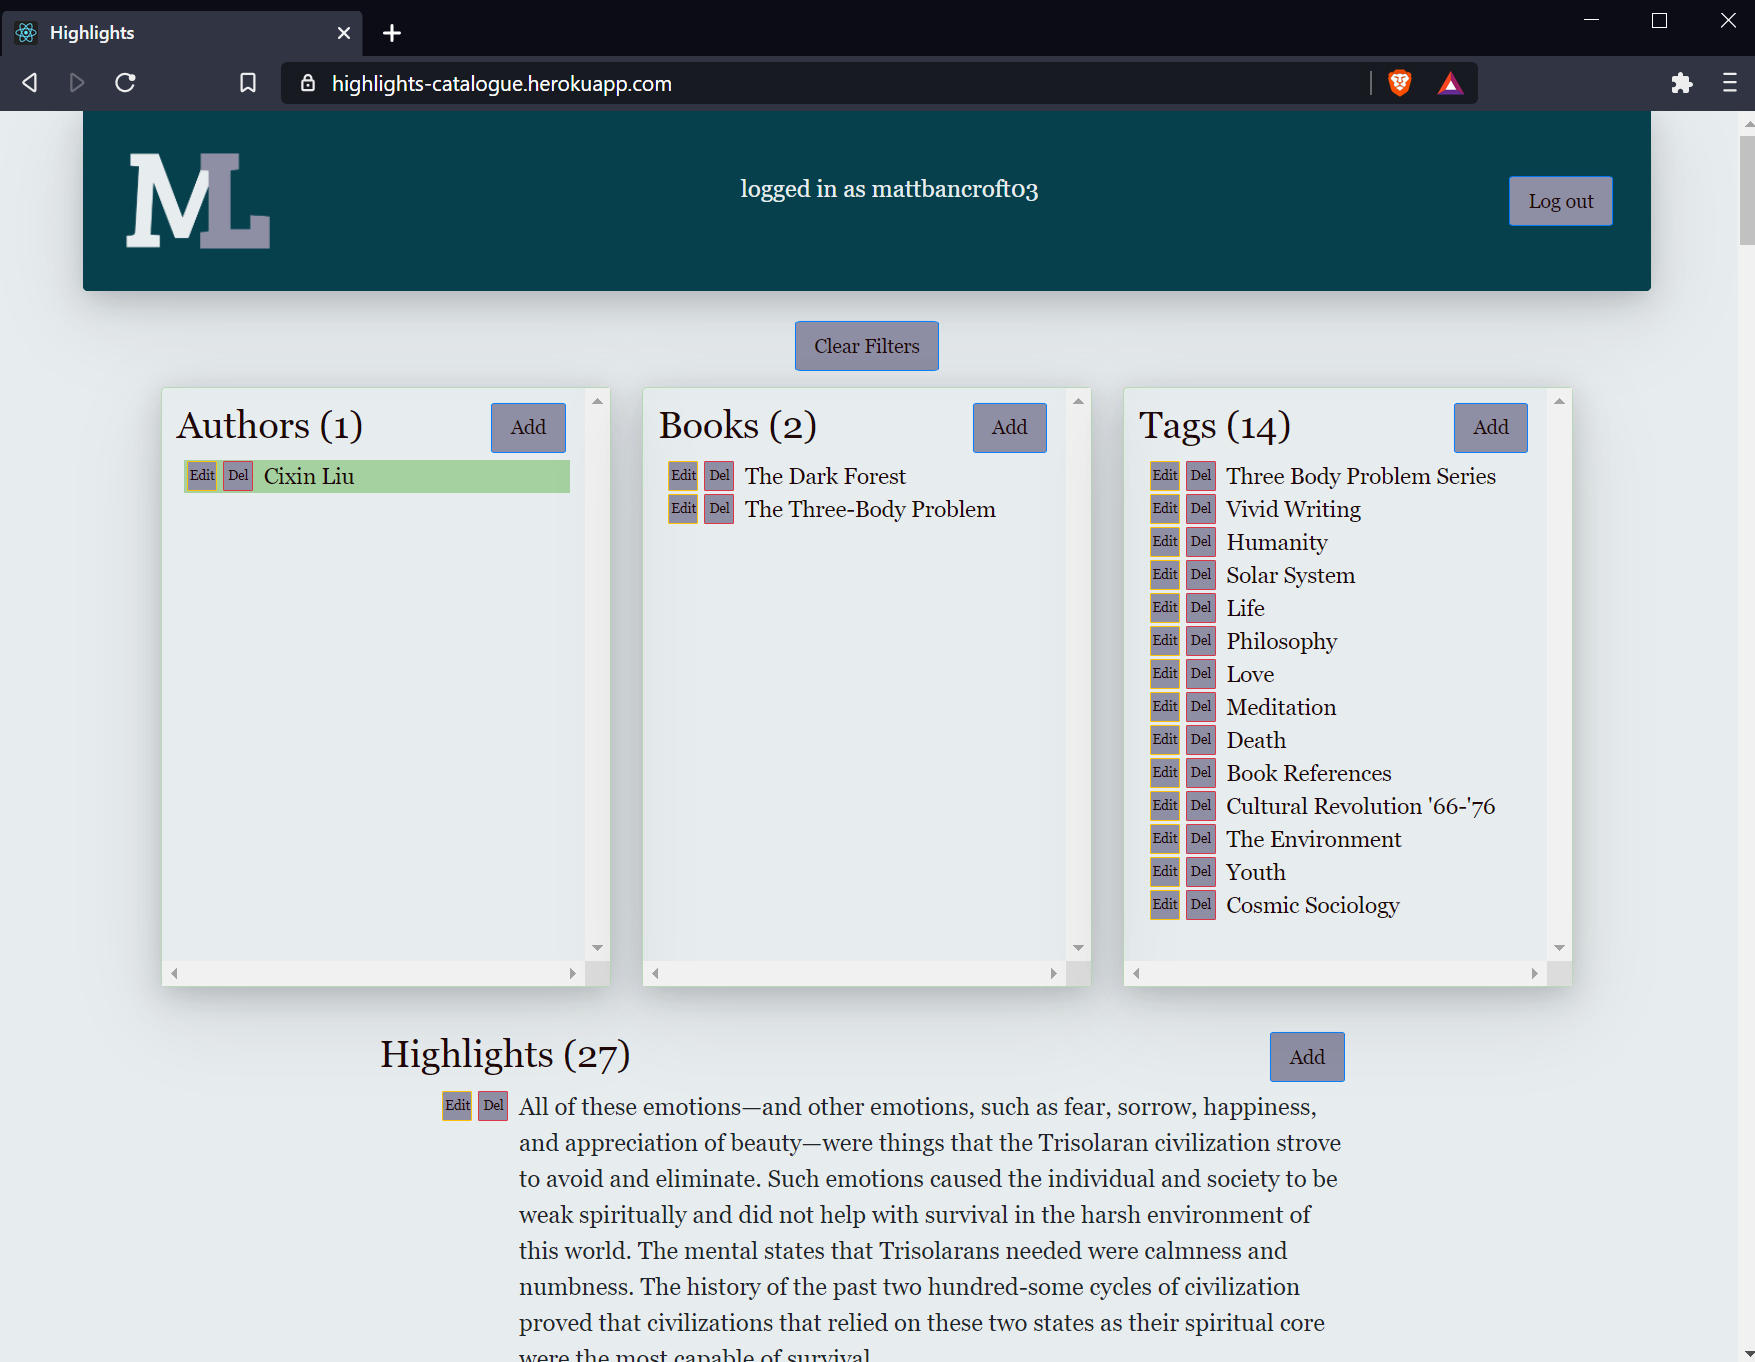 Highlights
highlights-catalogue.herokuapp.com
ML
logged in as mattbancroft03
Log out
Clear Filters
Authors (1)
Add
Edit Del Cixin Liu
Books (2)
Add
Edit Del The Dark Forest
Edit Del The Three-Body Problem
Tags (14)
Add
Edit Del Three Body Problem Series
Edit Del Vivid Writing
Edit Del Humanity
Edit Del Solar System
Edit Del Life
Edit Del Philosophy
Edit Del Love
Edit Del Meditation
Edit Del Death
Edit Del Book References
Edit Del Cultural Revolution '66-'76
Edit Del The Environment
Edit Del Youth
Edit Del Cosmic Sociology
Highlights (27)
Add
Edit Del All of these emotions—and other emotions, such as fear, sorrow, happiness,
and appreciation of beauty—were things that the Trisolaran civilization strove
to avoid and eliminate. Such emotions caused the individual and society to be
weak spiritually and did not help with survival in the harsh environment of
this world. The mental states that Trisolarans needed were calmness and
numbness. The history of the past two hundred-some cycles of civilization
proved that civilizations that relied on these two states as their spiritual core
were the most capable of survival